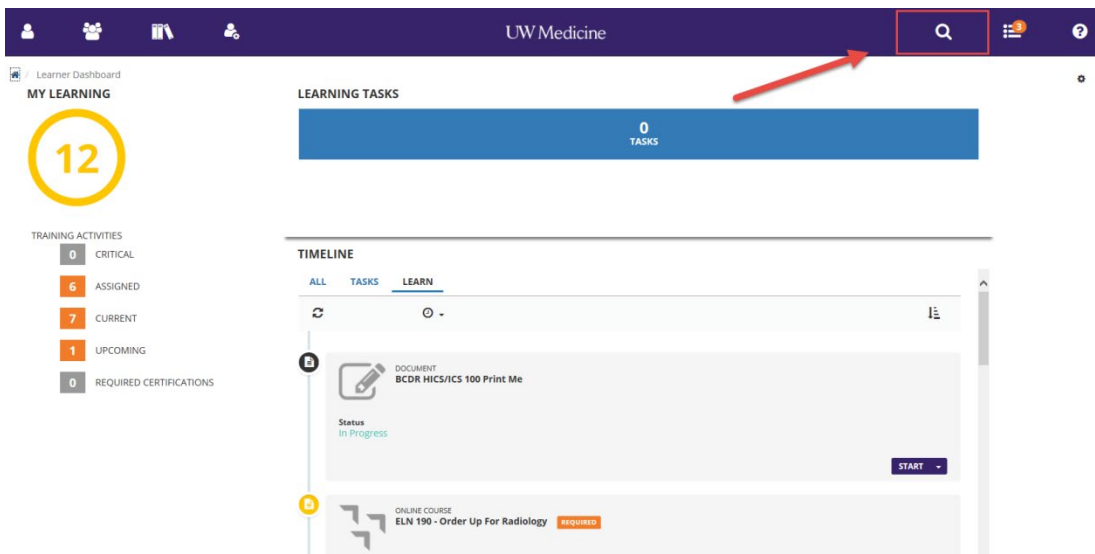 UW Medicine
3
/ Learner Dashboard
MY LEARNING
12
TRAINING ACTIVITIES
0 CRITICAL
6 ASSIGNED
7 CURRENT
1 UPCOMING
0 REQUIRED CERTIFICATIONS
LEARNING TASKS
0
TASKS
TIMELINE
ALL TASKS LEARN
DOCUMENT
BCDR HICS/ICS 100 Print Me
Status
In Progress
START
ONLINE COURSE
ELN 190 - Order Up For Radiology REQUIRED